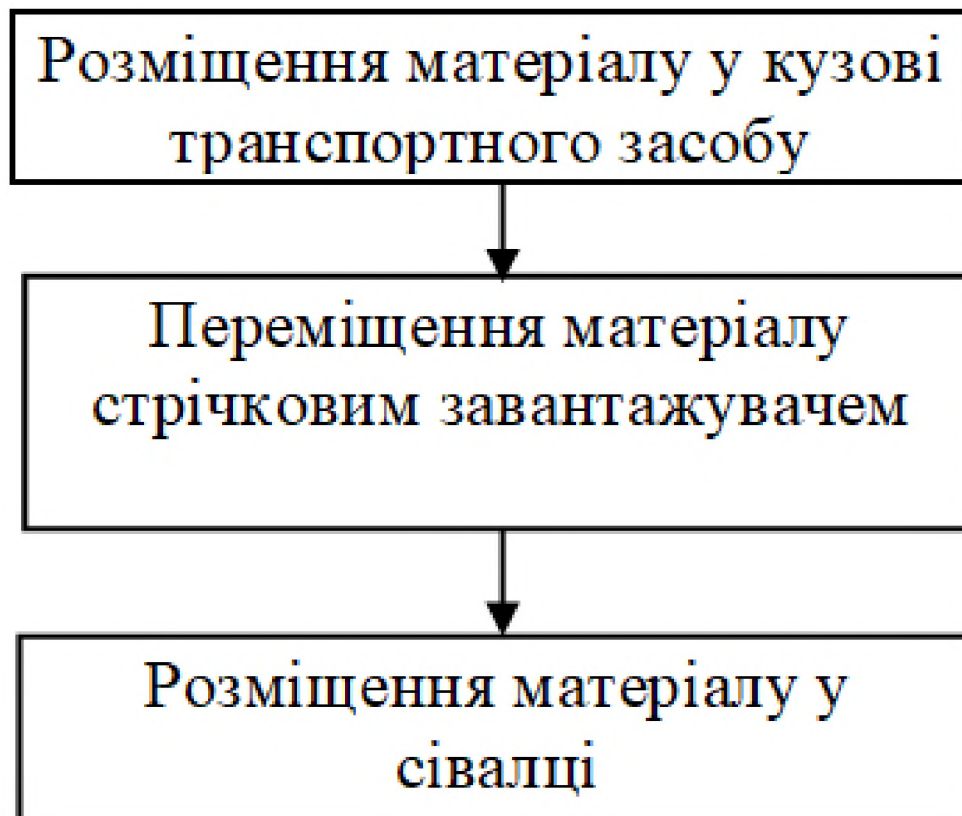 Розміщення матеріалу у кузові
транспортного засобу
Переміщення матеріалу
стрічковим завантажувачем
Розміщення матеріалу у
сівалці